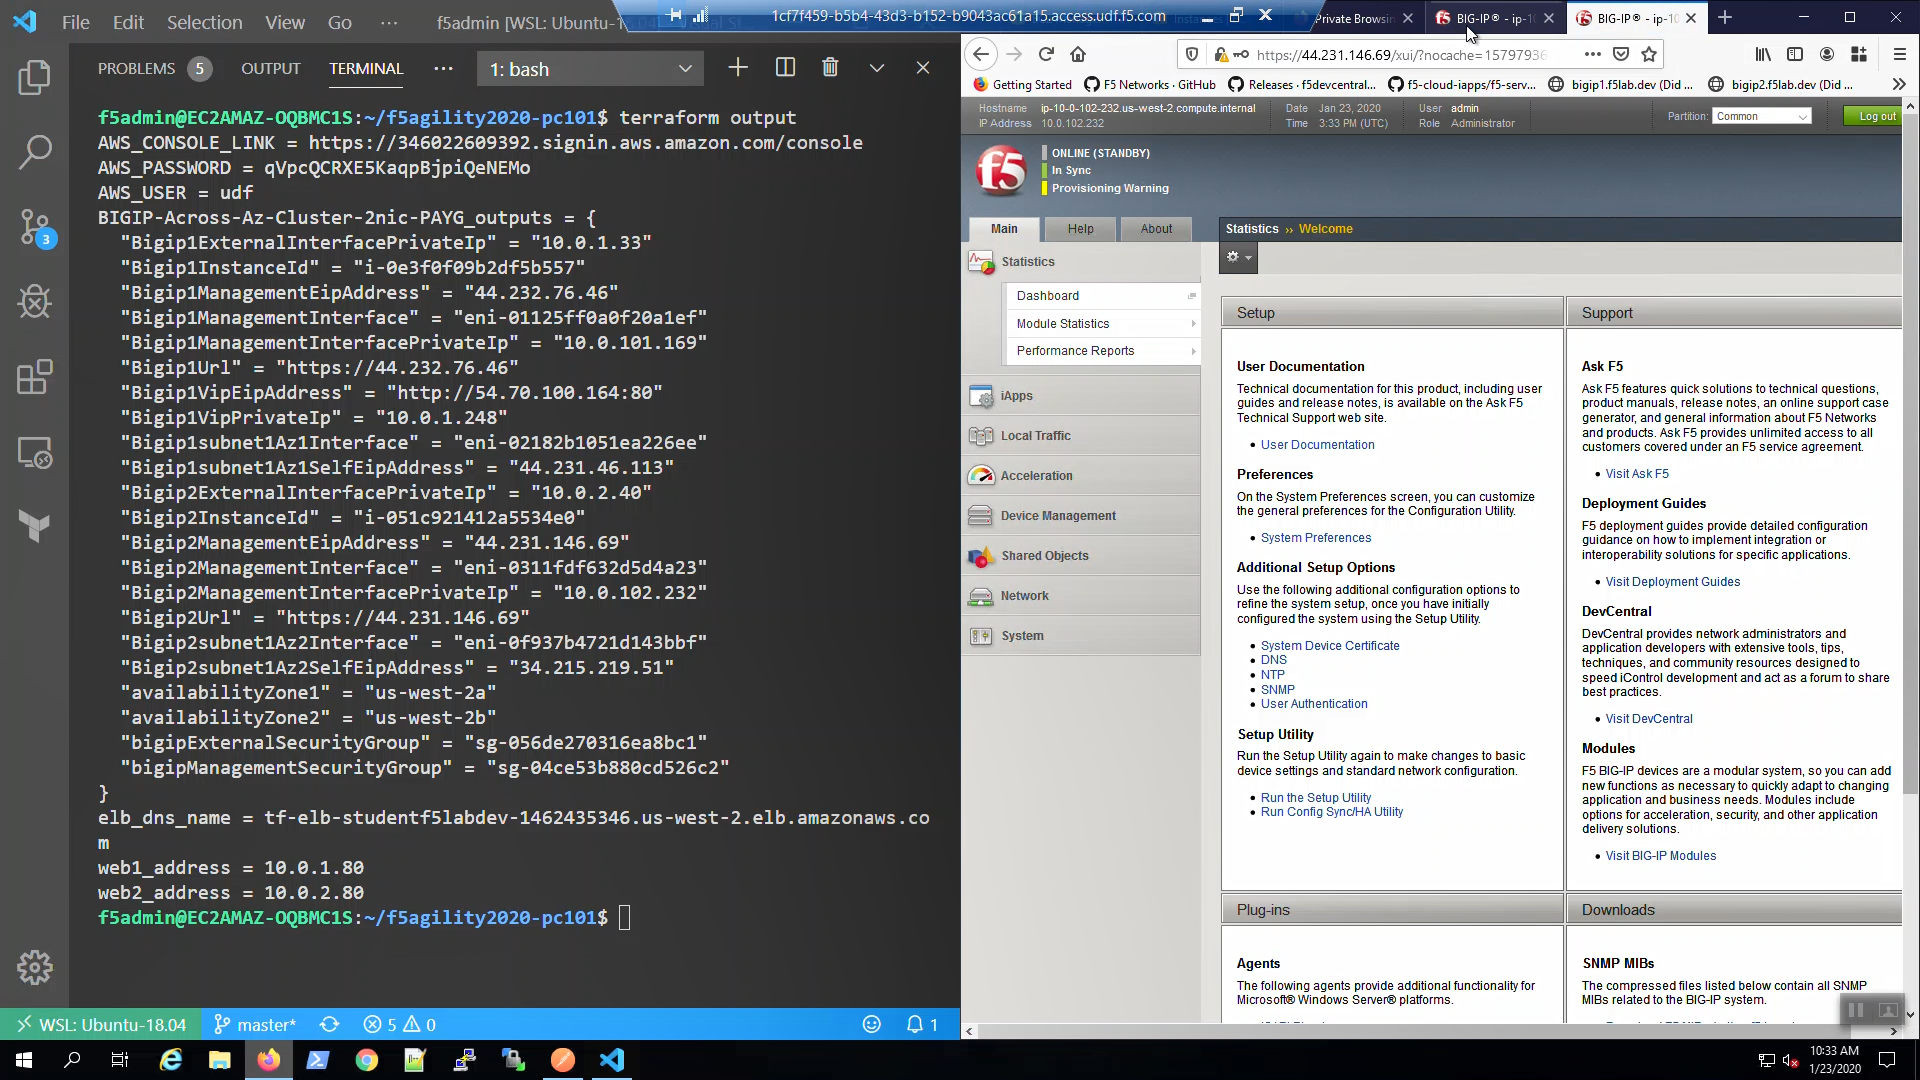 File Edit Selection View Go ··· f5admin [WSL: Ubuntu-18.04]
PROBLEMS 5 OUTPUT TERMINAL ··· 1: bash
f5admin@EC2AMAZ-OQBMC1S:~/f5agility2020-pc101$ terraform output
AWS_CONSOLE_LINK = https://346022609392.signin.aws.amazon.com/console
AWS_PASSWORD = qVpcQCRXE5KaqpBjpiQeNEMo
AWS_USER = udf
BIGIP-Across-Az-Cluster-2nic-PAYG_outputs = {
"Bigip1ExternalInterfacePrivateIp" = "10.0.1.33"
"Bigip1InstanceId" = "i-0e3f0f09b2df5b557"
"Bigip1ManagementEipAddress" = "44.232.76.46"
"Bigip1ManagementInterface" = "eni-01125ff0a0f20a1ef"
"Bigip1ManagementInterfacePrivateIp" = "10.0.101.169"
"Bigip1Url" = "https://44.232.76.46"
"Bigip1VipEipAddress" = "http://54.70.100.164:80"
"Bigip1VipPrivateIp" = "10.0.1.248"
"Bigip1subnet1Az1Interface" = "eni-02182b1051ea226ee"
"Bigip1subnet1Az1SelfEipAddress" = "44.231.46.113"
"Bigip2ExternalInterfacePrivateIp" = "10.0.2.40"
"Bigip2InstanceId" = "i-051c921412a5534e0"
"Bigip2ManagementEipAddress" = "44.231.146.69"
"Bigip2ManagementInterface" = "eni-0311fdf632d5d4a23"
"Bigip2ManagementInterfacePrivateIp" = "10.0.102.232"
"Bigip2Url" = "https://44.231.146.69"
"Bigip2subnet1Az2Interface" = "eni-0f937b4721d143bbf"
"Bigip2subnet1Az2SelfEipAddress" = "34.215.219.51"
"availabilityZone1" = "us-west-2a"
"availabilityZone2" = "us-west-2b"
"bigipExternalSecurityGroup" = "sg-056de270316ea8bc1"
"bigipManagementSecurityGroup" = "sg-04ce53b880cd526c2"
}
elb_dns_name = tf-elb-studentf5labdev-1462435346.us-west-2.elb.amazonaws.co
m
web1_address = 10.0.1.80
web2_address = 10.0.2.80
f5admin@EC2AMAZ-OQBMC1S:~/f5agility2020-pc101$
3
WSL: Ubuntu-18.04 master* 5 0 1
1cf7f459-b5b4-43d3-b152-b9043ac61a15.access.udf.f5.com
Private Browsin BIG-IP® - ip-10 BIG-IP® - ip-10
https://44.231.146.69/xui/?nocache=15797936
Getting Started F5 Networks · GitHub Releases · f5devcentral... f5-cloud-iapps/f5-serv... bigip1.f5lab.dev (Did ... bigip2.f5lab.dev (Did ...
Hostname ip-10-0-102-232.us-west-2.compute.internal Date Jan 23, 2020 User admin
IP Address 10.0.102.232 Time 3:33 PM (UTC) Role Administrator
Partition: Common Log out
f5
ONLINE (STANDBY)
In Sync
Provisioning Warning
Main Help About
Statistics
Dashboard
Module Statistics
Performance Reports
iApps
Local Traffic
Acceleration
Device Management
Shared Objects
Network
System
Statistics ›› Welcome
Setup
User Documentation
Technical documentation for this product, including user
guides and release notes, is available on the Ask F5
Technical Support web site.
• User Documentation
Preferences
On the System Preferences screen, you can customize
the general preferences for the Configuration Utility.
• System Preferences
Additional Setup Options
Use the following additional configuration options to
refine the system setup, once you have initially
configured the system using the Setup Utility.
• System Device Certificate
• DNS
• NTP
• SNMP
• User Authentication
Setup Utility
Run the Setup Utility again to make changes to basic
device settings and standard network configuration.
• Run the Setup Utility
• Run Config Sync/HA Utility
Support
Ask F5
Ask F5 features quick solutions to technical questions,
product manuals, release notes, an online support case
generator, and general information about F5 Networks
and products. Ask F5 provides unlimited access to all
customers covered under an F5 service agreement.
• Visit Ask F5
Deployment Guides
F5 deployment guides provide detailed configuration
guidance on how to implement integration or
interoperability solutions for specific applications.
• Visit Deployment Guides
DevCentral
DevCentral provides network administrators and
application developers with extensive tools, tips,
techniques, and community resources designed to
speed iControl development and act as a forum to share
best practices.
• Visit DevCentral
Modules
F5 BIG-IP devices are a modular system, so you can add
new functions as necessary to quickly adapt to changing
application and business needs. Modules include
options for acceleration, security, and other application
delivery solutions.
• Visit BIG-IP Modules
Plug-ins
Agents
The following agents provide additional functionality for
Microsoft® Windows Server® platforms.
Downloads
SNMP MIBs
The compressed files listed below contain all SNMP
MIBs related to the BIG-IP system.
10:33 AM
1/23/2020